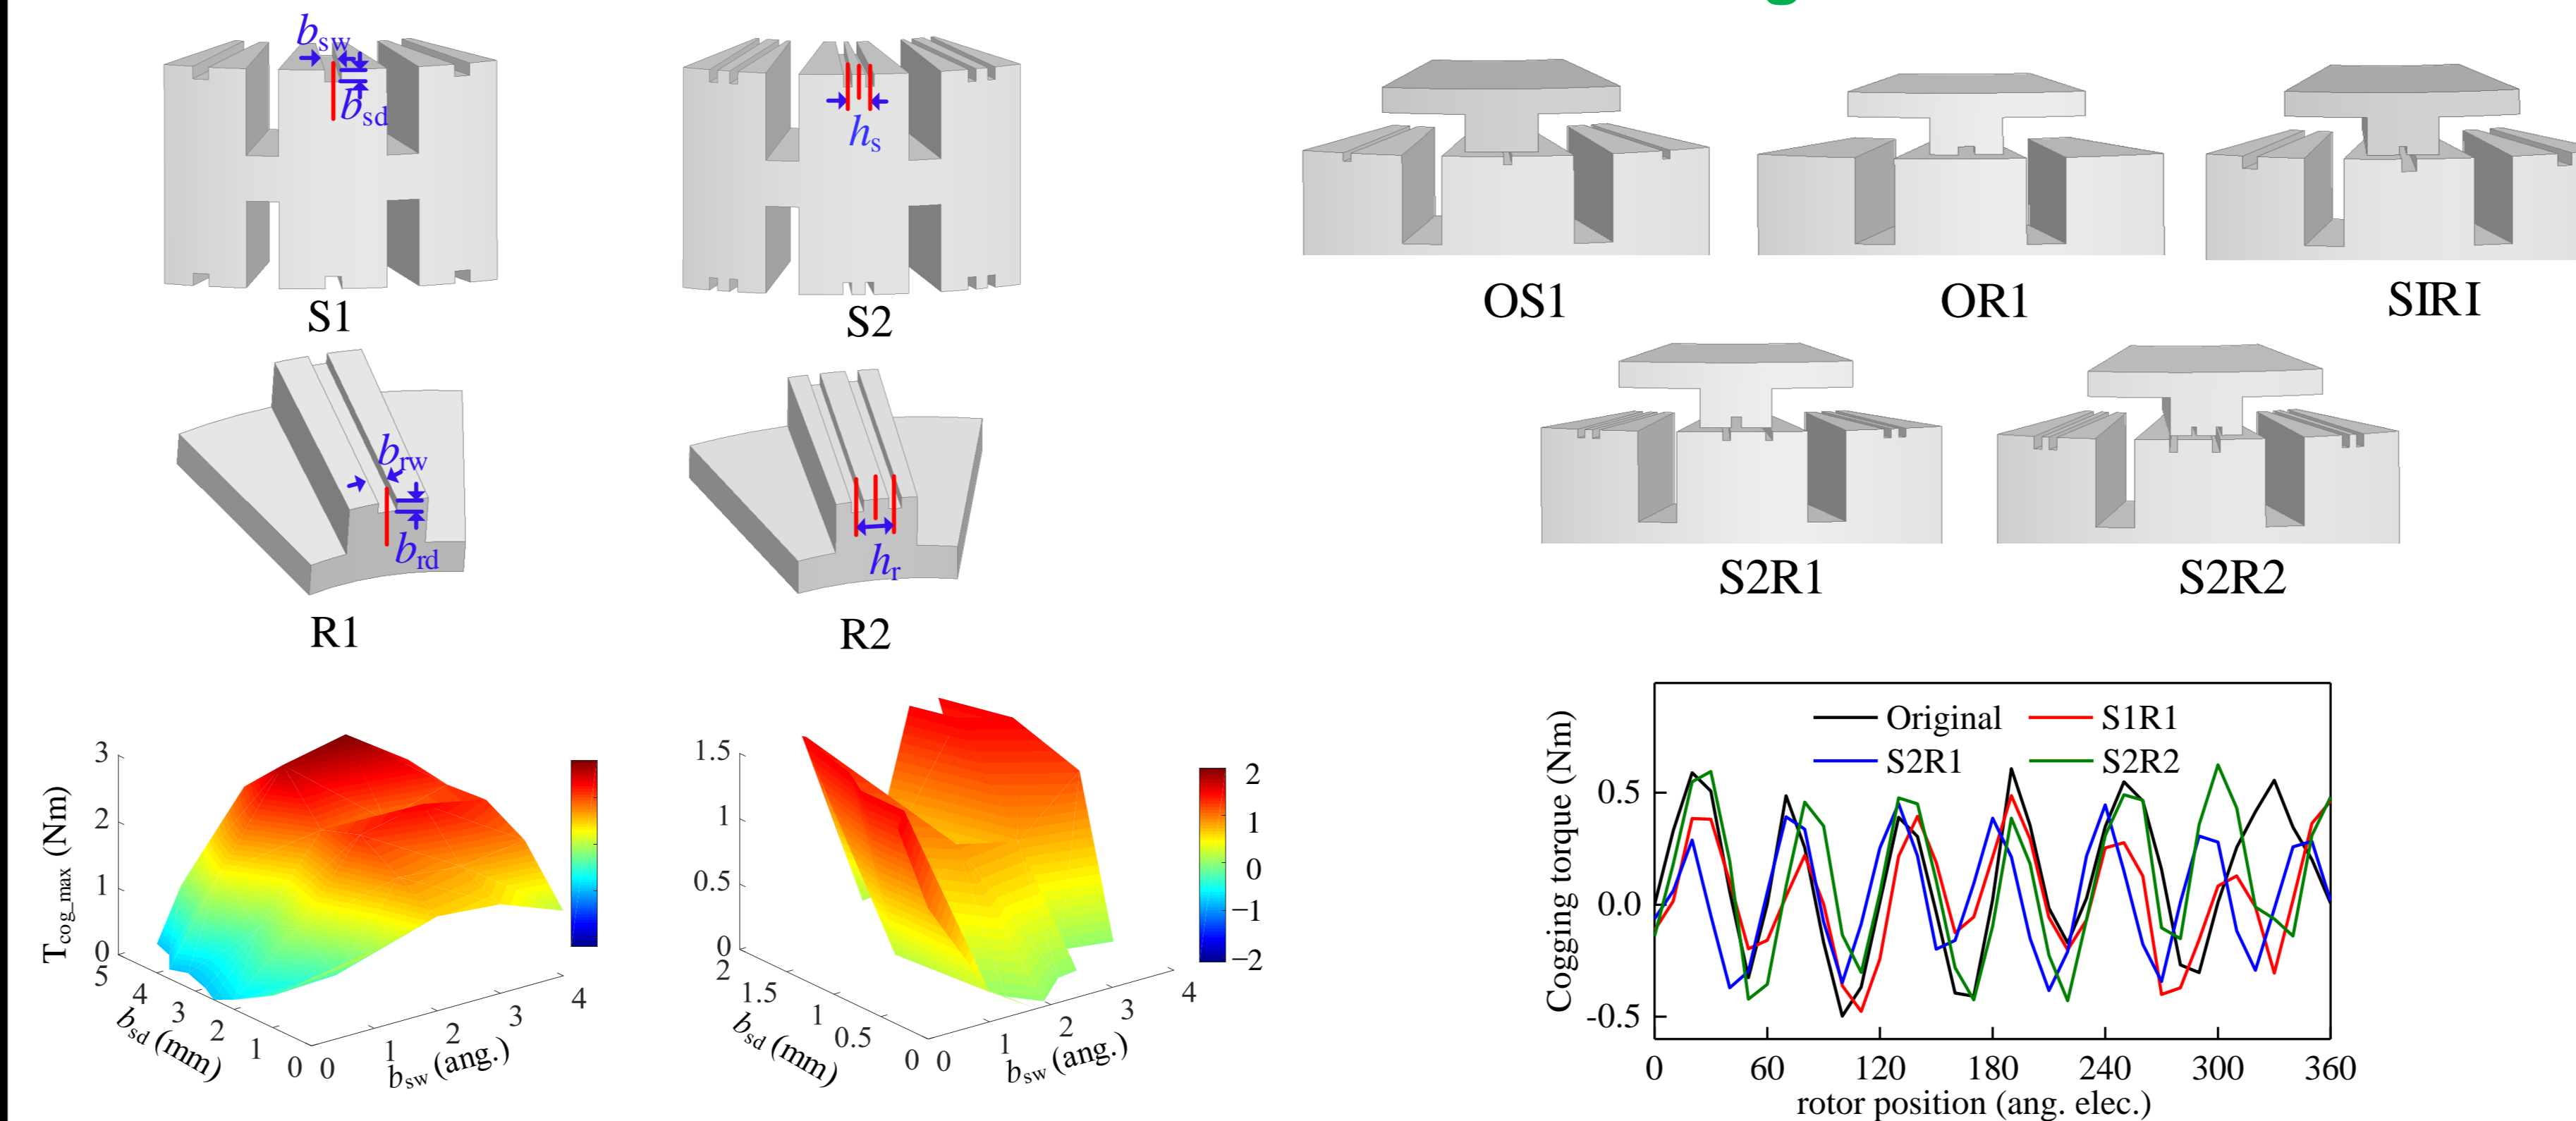 b_sw
b_sd
S1
h_s
S2
b_rw
b_rd
R1
h_r
R2
OS1
OR1
SIRI
S2R1
S2R2
T_cog_max (Nm)
3
2
1
0
5
4
3
2
1
0
b_sd (mm)
0
1
2
3
4
b_sw (ang.)
1.5
1
0.5
0
2
1.5
1
0.5
0
b_sd (mm)
0
1
2
3
4
b_sw (ang.)
2
1
0
−1
−2
Cogging torque (Nm)
0.5
0.0
-0.5
Original S1R1
S2R1 S2R2
0 60 120 180 240 300 360
rotor position (ang. elec.)